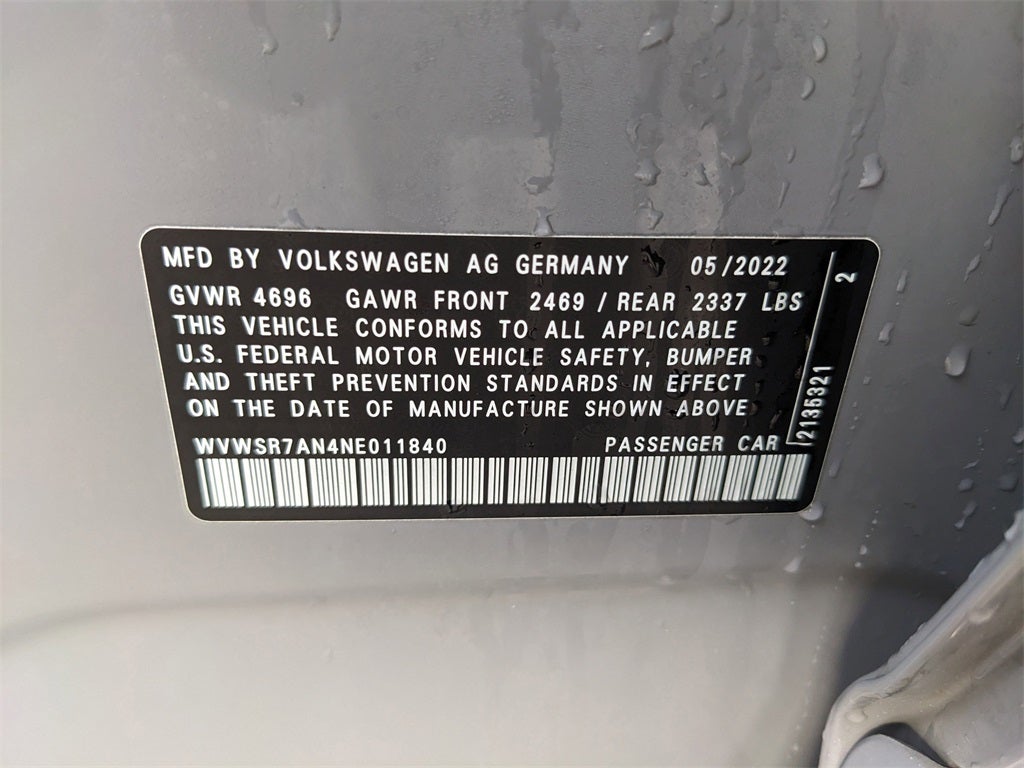 MFD BY VOLKSWAGEN AG GERMANY 05/2022
GVWR 4696 GAWR FRONT 2469 / REAR 2337 LBS
THIS VEHICLE CONFORMS TO ALL APPLICABLE
U.S. FEDERAL MOTOR VEHICLE SAFETY, BUMPER
AND THEFT PREVENTION STANDARDS IN EFFECT
ON THE DATE OF MANUFACTURE SHOWN ABOVE
WVWSR7AN4NE011840 PASSENGER CAR
2135321 2